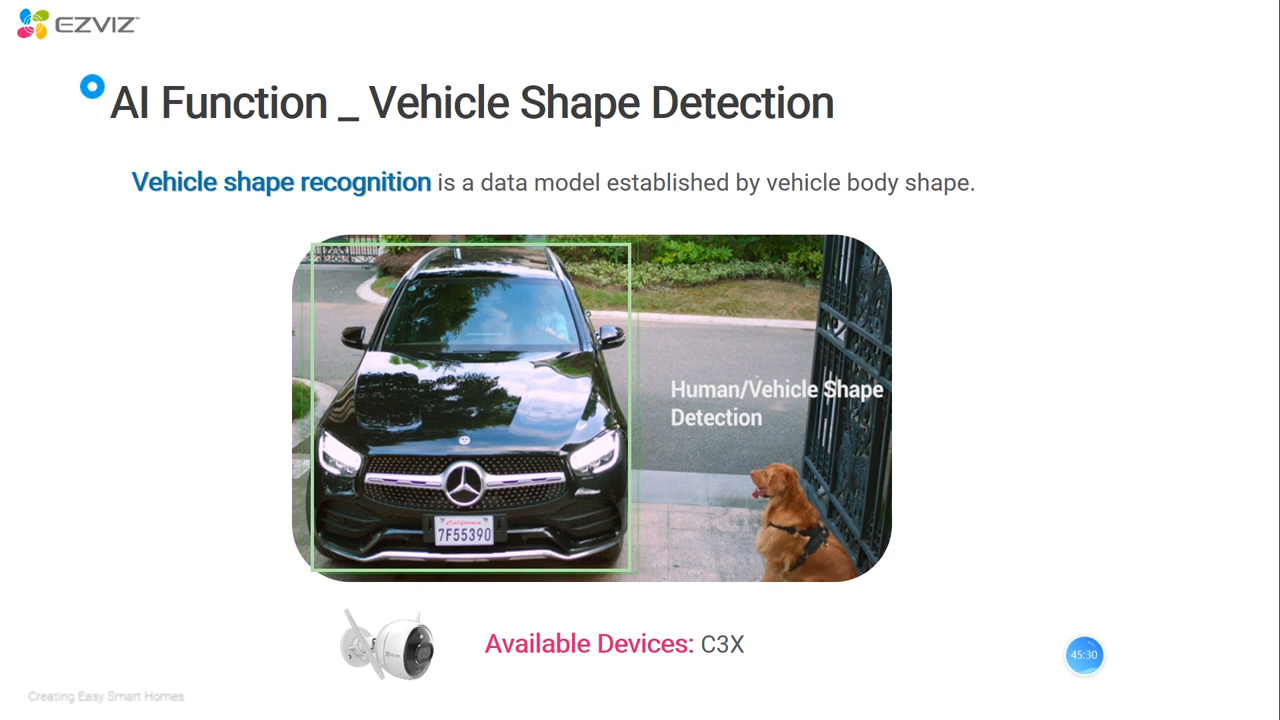 EZVIZ
AI Function _ Vehicle Shape Detection
Vehicle shape recognition is a data model established by vehicle body shape.
Human/Vehicle Shape
Detection
California
7F55390
Available Devices: C3X
45:30
Creating Easy Smart Homes